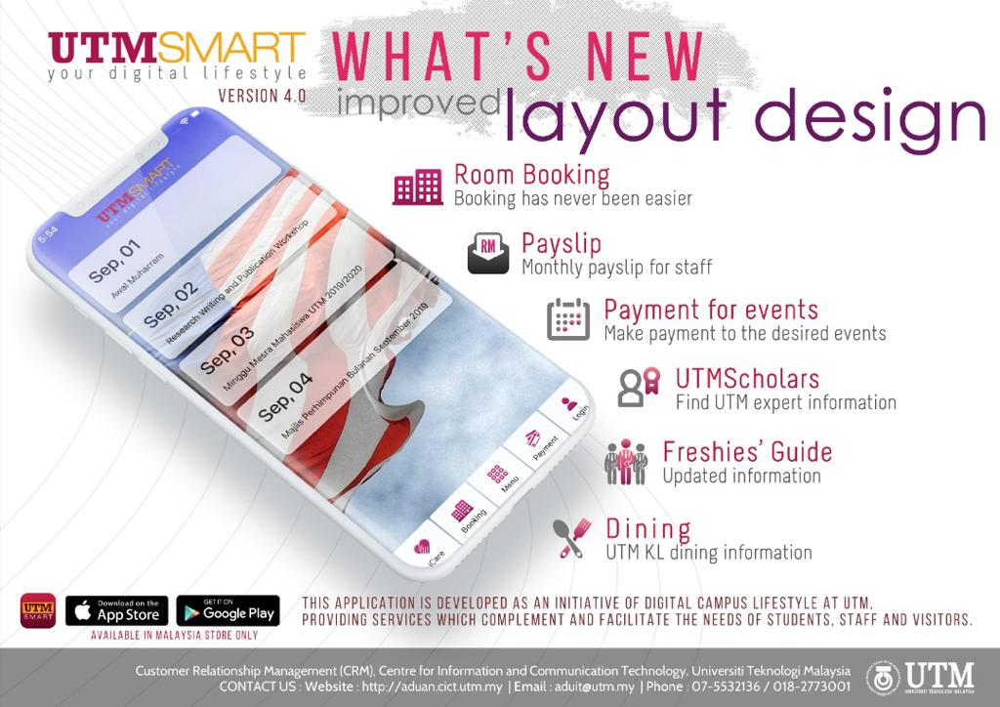 UTMSMART
your digital lifestyle
VERSION 4.0
WHAT'S NEW
improved layout design
5:54
UTMSMART
your digital lifestyle
Sep, 01
Awal Muharram
Sep, 02
Research Writing and Publication Workshop
Sep, 03
Minggu Mesra Mahasiswa UTM 2019/2020
Sep, 04
Majlis Perhimpunan Bulanan September 2019
iCare
Booking
Menu
Payment
Login
Room Booking
Booking has never been easier
RM
Payslip
Monthly payslip for staff
Payment for events
Make payment to the desired events
UTMScholars
Find UTM expert information
Freshies' Guide
Updated information
Dining
UTM KL dining information
UTM
SMART
Download on the
App Store
GET IT ON
Google Play
AVAILABLE IN MALAYSIA STORE ONLY
THIS APPLICATION IS DEVELOPED AS AN INITIATIVE OF DIGITAL CAMPUS LIFESTYLE AT UTM,
PROVIDING SERVICES WHICH COMPLEMENT AND FACILITATE THE NEEDS OF STUDENTS, STAFF AND VISITORS.
Customer Relationship Management (CRM), Centre for Information and Communication Technology, Universiti Teknologi Malaysia
CONTACT US : Website : http://aduan.cict.utm.my | Email : aduit@utm.my | Phone : 07-5532136 / 018-2773001
UTM
UNIVERSITI TEKNOLOGI MALAYSIA